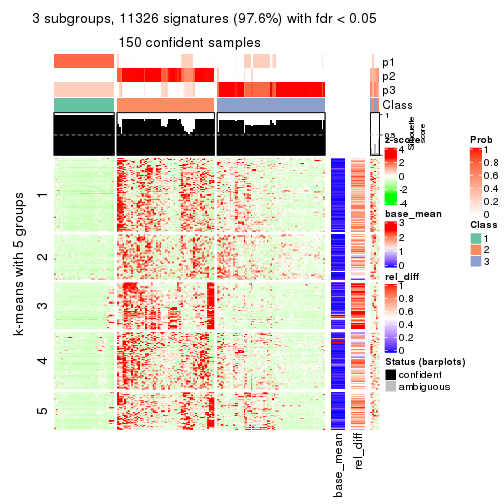 3 subgroups, 11326 signatures (97.6%) with fdr < 0.05
150 confident samples
p1
p2
p3
Class
1
0.5
Silhouette
score
k-means with 5 groups
1
2
3
4
5
base_mean
rel_diff
z-score
4
2
0
-2
-4
base_mean
3
2
1
0
rel_diff
1
0.8
0.6
0.4
0.2
0
Status (barplots)
confident
ambiguous
Prob
1
0.8
0.6
0.4
0.2
0
Class
1
2
3